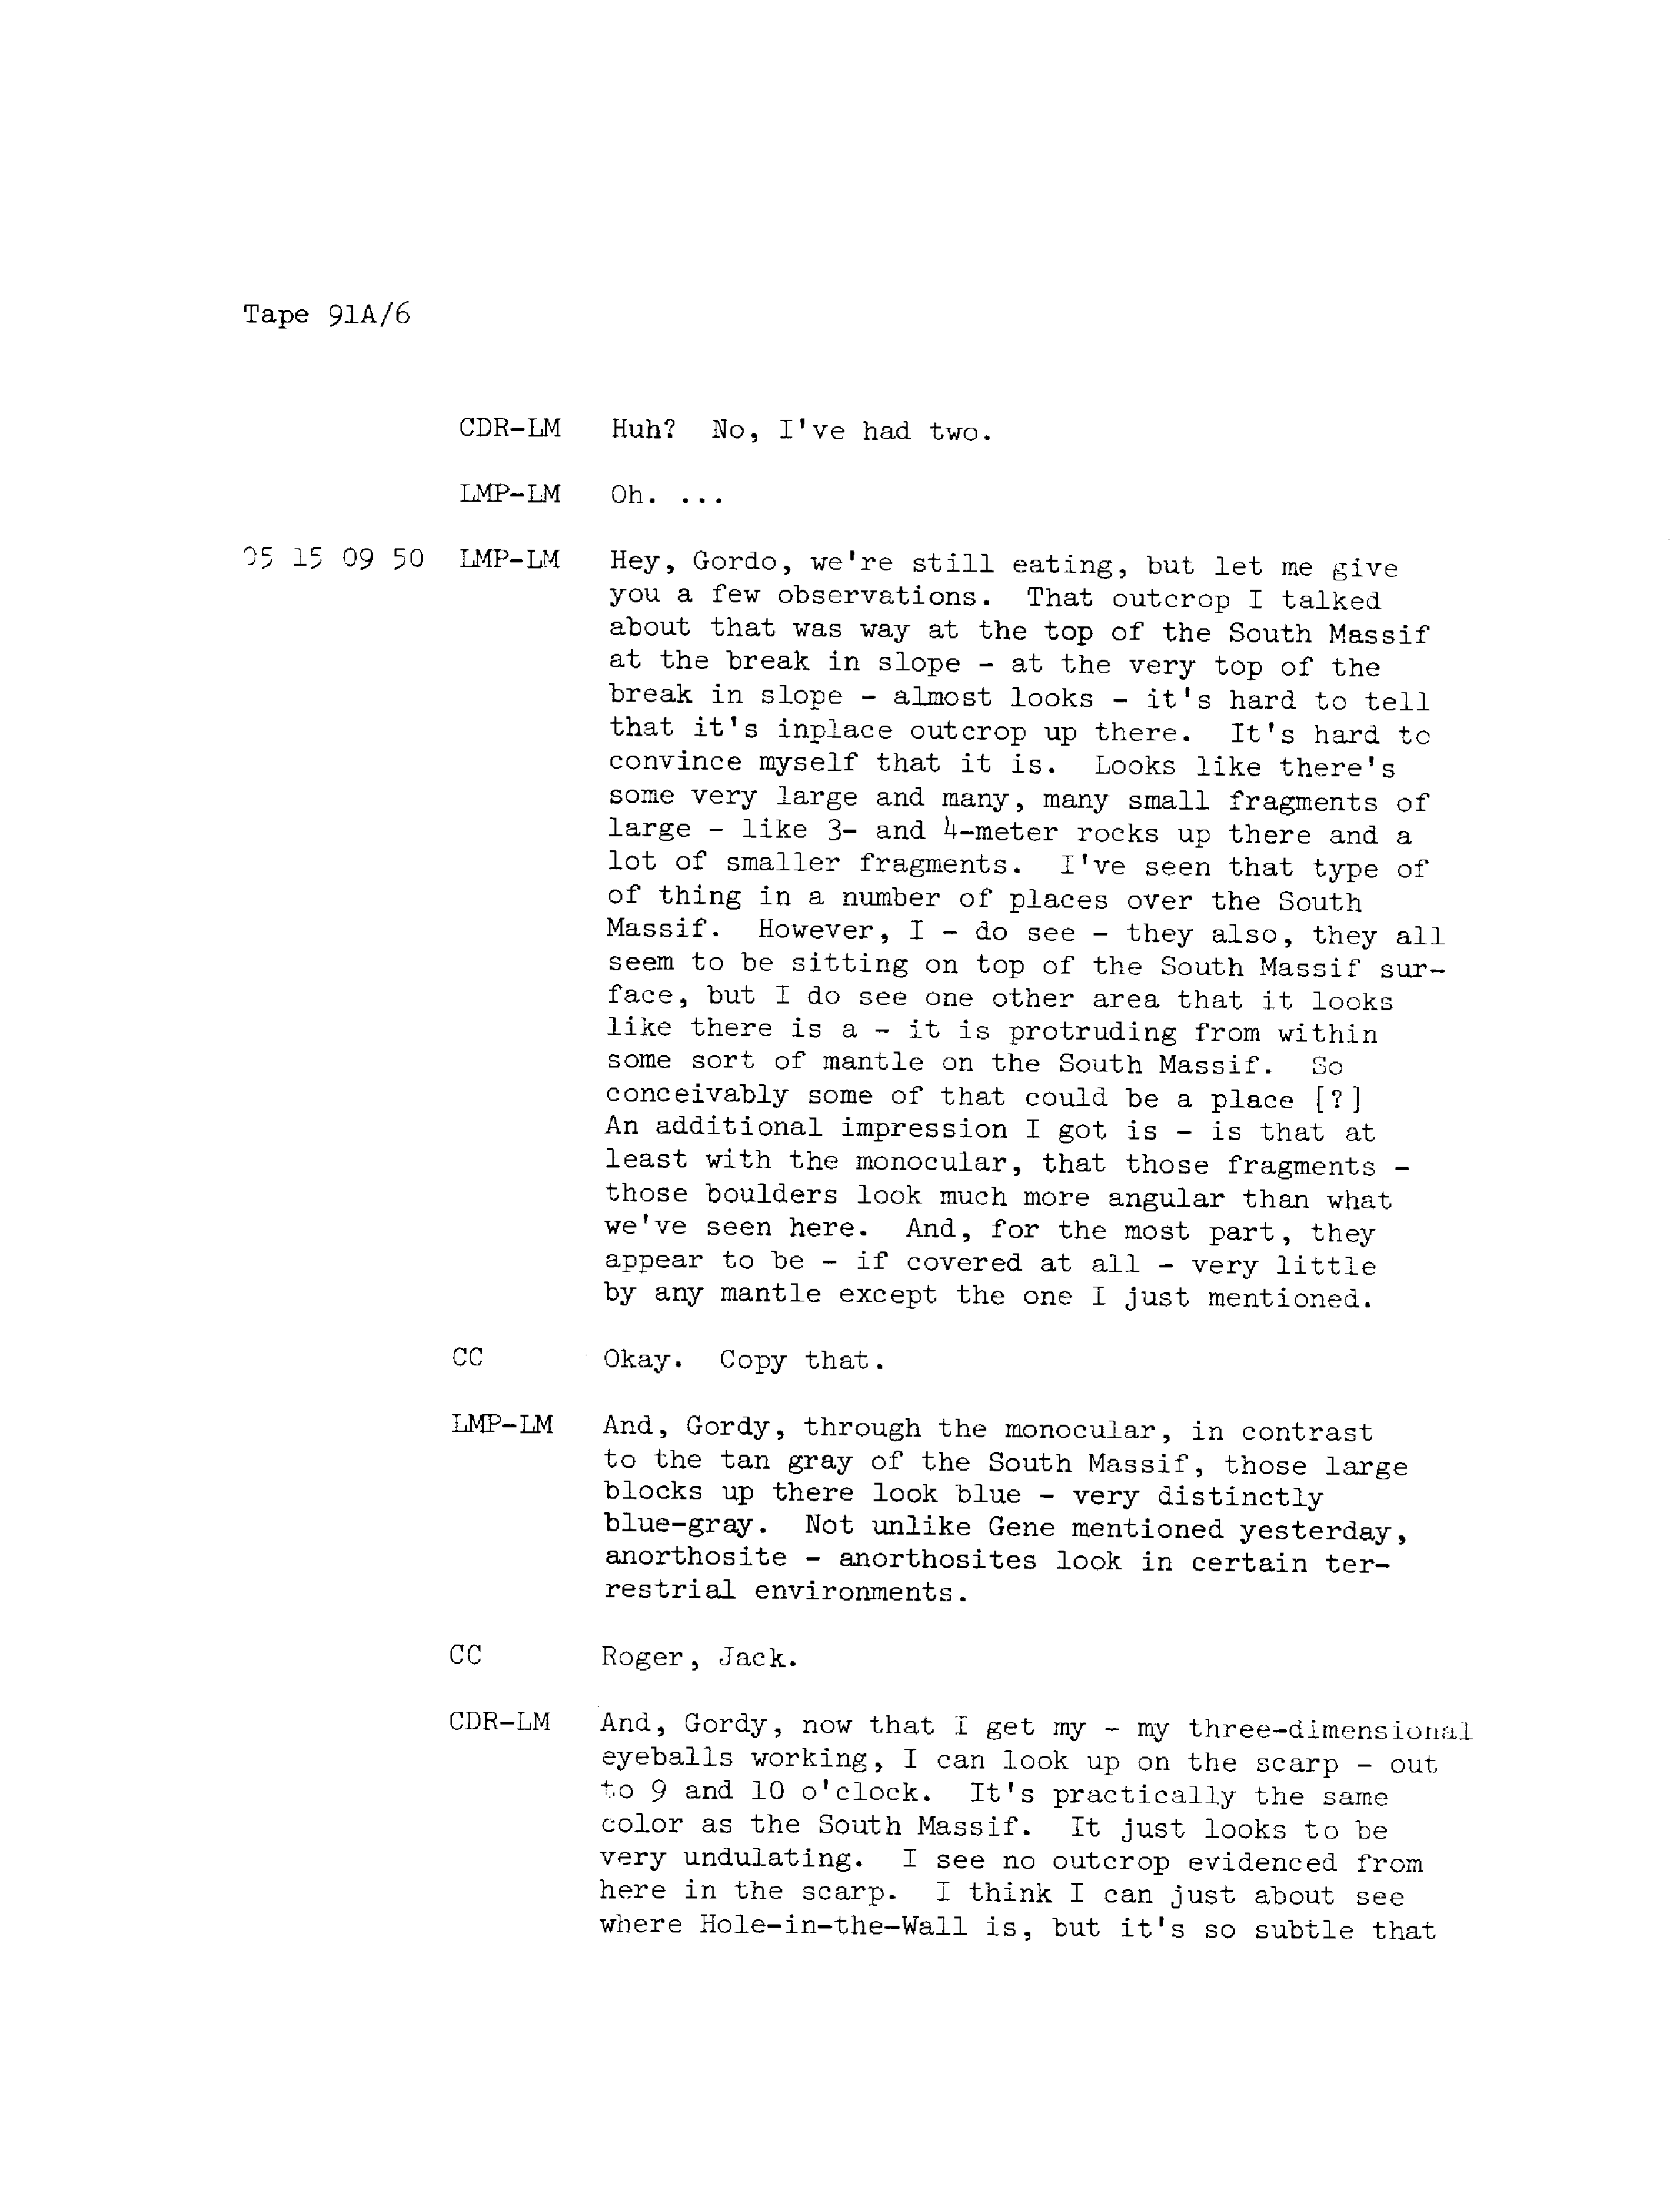 Tape 91A/6
CDR-LM Huh? No, I've had two.
LMP-LM Oh. ...
05 15 09 50 LMP-LM Hey, Gordo, we're still eating, but let me give
you a few observations. That outcrop I talked
about that was way at the top of the South Massif
at the break in slope - at the very top of the
break in slope - almost looks - it's hard to tell
that it's inplace outcrop up there. It's hard to
convince myself that it is. Looks like there's
some very large and many, many small fragments of
large - like 3- and 4-meter rocks up there and a
lot of smaller fragments. I've seen that type of
of thing in a number of places over the South
Massif. However, I - do see - they also, they all
seem to be sitting on top of the South Massif sur-
face, but I do see one other area that it looks
like there is a - it is protruding from within
some sort of mantle on the South Massif. So
conceivably some of that could be a place [?]
An additional impression I got is - is that at
least with the monocular, that those fragments -
those boulders look much more angular than what
we've seen here. And, for the most part, they
appear to be - if covered at all - very little
by any mantle except the one I just mentioned.
CC Okay. Copy that.
LMP-LM And, Gordy, through the monocular, in contrast
to the tan gray of the South Massif, those large
blocks up there look blue - very distinctly
blue-gray. Not unlike Gene mentioned yesterday,
anorthosite - anorthosites look in certain ter-
restrial environments.
CC Roger, Jack.
CDR-LM And, Gordy, now that I get my - my three-dimensional
eyeballs working, I can look up on the scarp - out
to 9 and 10 o'clock. It's practically the same
color as the South Massif. It just looks to be
very undulating. I see no outcrop evidenced from
here in the scarp. I think I can just about see
where Hole-in-the-Wall is, but it's so subtle that